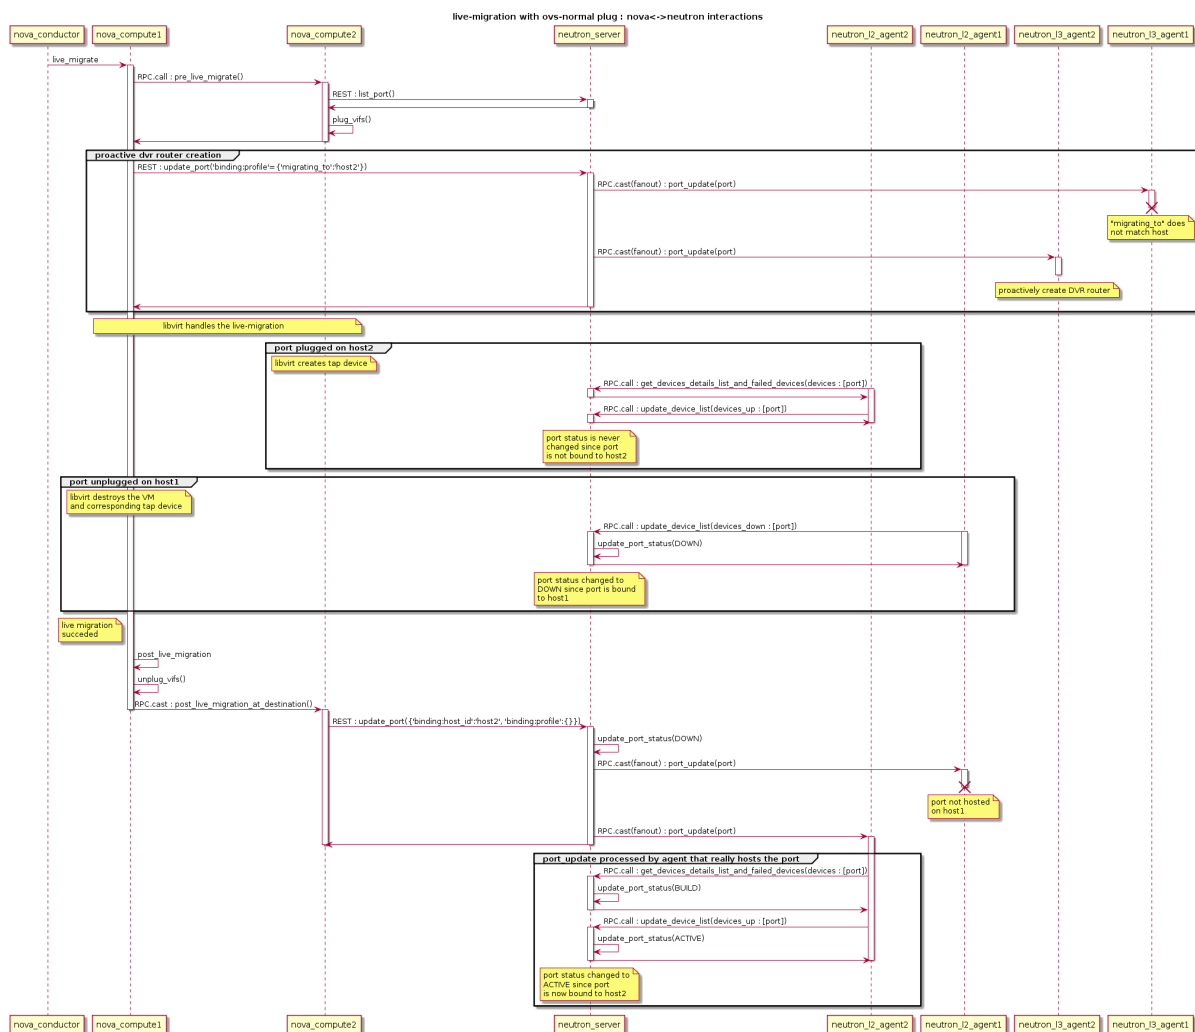 live-migration with ovs-normal plug : nova<->neutron interactions
nova_conductor
nova_compute1
nova_compute2
neutron_server
neutron_l2_agent2
neutron_l2_agent1
neutron_l3_agent2
neutron_l3_agent1
live_migrate
RPC.call : pre_live_migrate()
REST : list_port()
plug_vifs()
proactive dvr router creation
REST : update_port('binding:profile'= {'migrating_to':'host2'})
RPC.cast(fanout) : port_update(port)
"migrating_to" does
not match host
RPC.cast(fanout) : port_update(port)
proactively create DVR router
libvirt handles the live-migration
port plugged on host2
libvirt creates tap device
RPC.call : get_devices_details_list_and_failed_devices(devices : [port])
RPC.call : update_device_list(devices_up : [port])
port status is never
changed since port
is not bound to host2
port unplugged on host1
libvirt destroys the VM
and corresponding tap device
RPC.call : update_device_list(devices_down : [port])
update_port_status(DOWN)
port status changed to
DOWN since port is bound
to host1
live migration
succeded
post_live_migration
unplug_vifs()
RPC.cast : post_live_migration_at_destination()
REST : update_port({'binding:host_id':'host2', 'binding:profile':{}})
update_port_status(DOWN)
RPC.cast(fanout) : port_update(port)
port not hosted
on host1
RPC.cast(fanout) : port_update(port)
port_update processed by agent that really hosts the port
RPC.call : get_devices_details_list_and_failed_devices(devices : [port])
update_port_status(BUILD)
RPC.call : update_device_list(devices_up : [port])
update_port_status(ACTIVE)
port status changed to
ACTIVE since port
is now bound to host2
nova_conductor
nova_compute1
nova_compute2
neutron_server
neutron_l2_agent2
neutron_l2_agent1
neutron_l3_agent2
neutron_l3_agent1